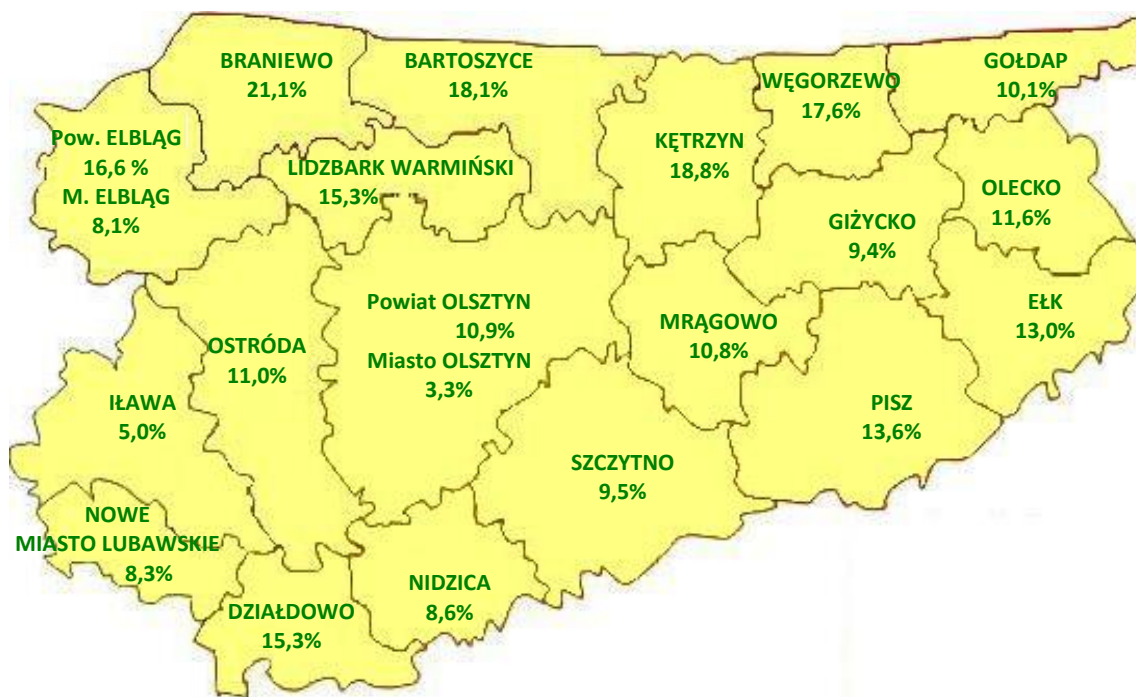 BRANIEWO
21,1%
BARTOSZYCE
18,1%
WĘGORZEWO
17,6%
GOŁDAP
10,1%
Pow. ELBLĄG
16,6 %
M. ELBLĄG
8,1%
LIDZBARK WARMIŃSKI
15,3%
KĘTRZYN
18,8%
OLECKO
11,6%
GIŻYCKO
9,4%
Powiat OLSZTYN
10,9%
Miasto OLSZTYN
3,3%
MRĄGOWO
10,8%
EŁK
13,0%
OSTRÓDA
11,0%
IŁAWA
5,0%
PISZ
13,6%
SZCZYTNO
9,5%
NOWE
MIASTO LUBAWSKIE
8,3%
NIDZICA
8,6%
DZIAŁDOWO
15,3%